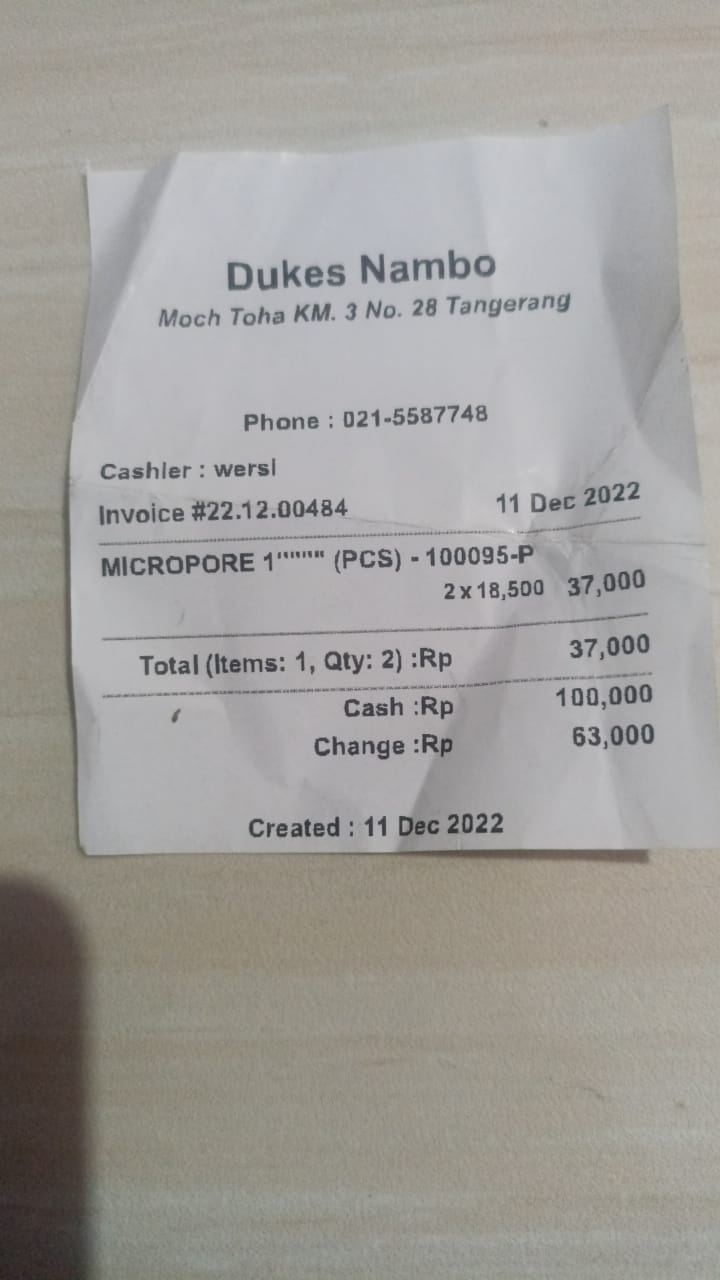 Dukes Nambo
Moch Toha KM. 3 No. 28 Tangerang
Phone : 021-5587748
Cashier : wersi
Invoice #22.12.00484 11 Dec 2022
MICROPORE 1""""" (PCS) - 100095-P
2 x 18,500 37,000
Total (Items: 1, Qty: 2) :Rp 37,000
Cash :Rp 100,000
Change :Rp 63,000
Created : 11 Dec 2022